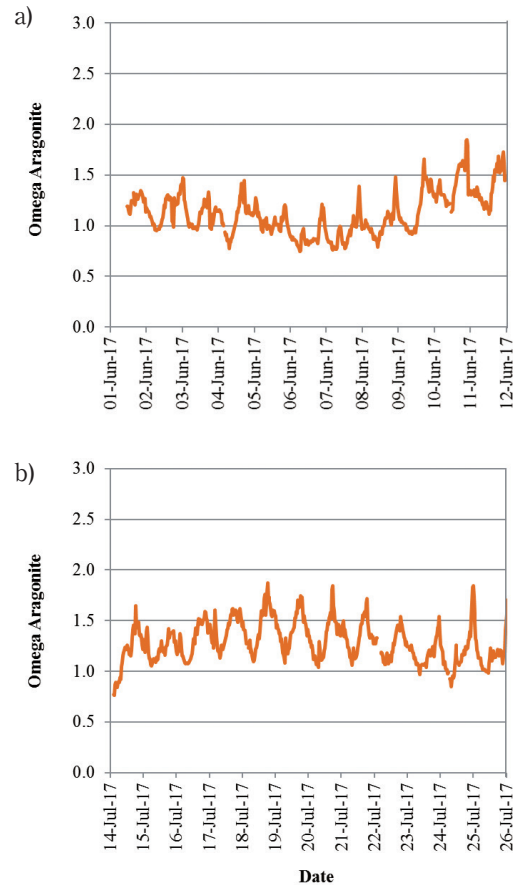 a)
Omega Aragonite
3.0
2.5
2.0
1.5
1.0
0.5
0.0
01-Jun-17
02-Jun-17
03-Jun-17
04-Jun-17
05-Jun-17
06-Jun-17
07-Jun-17
08-Jun-17
09-Jun-17
10-Jun-17
11-Jun-17
12-Jun-17
b)
Omega Aragonite
3.0
2.5
2.0
1.5
1.0
0.5
0.0
14-Jul-17
15-Jul-17
16-Jul-17
17-Jul-17
18-Jul-17
19-Jul-17
20-Jul-17
21-Jul-17
22-Jul-17
23-Jul-17
24-Jul-17
25-Jul-17
26-Jul-17
Date